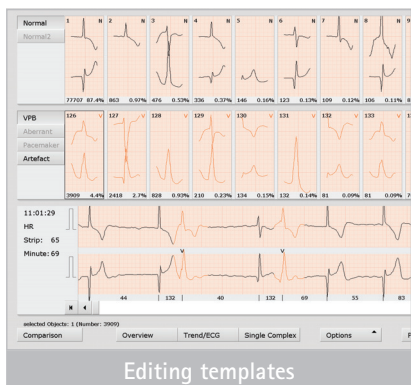 Normal
Normal2
1 N 2 N 3 N 4 N 5 N 6 N 7 N 8 N 9
77707 87.4% 863 0.97% 476 0.53% 336 0.37% 146 0.16% 123 0.13% 109 0.12% 106 0.11%
VPB
Aberrant
Pacemaker
Artefact
126 V 127 V 128 V 129 V 130 V 131 V 132 V 133 V
3909 4.4% 2418 2.7% 828 0.93% 210 0.23% 134 0.15% 132 0.14% 81 0.09% 81 0.09%
11:01:29
HR
Strip: 65
Minute: 69
V V
44 132 40 132 69 55 83
selected Objects: 1 (Number: 3909)
Comparison Overview Trend/ECG Single Complex Options
Editing templates